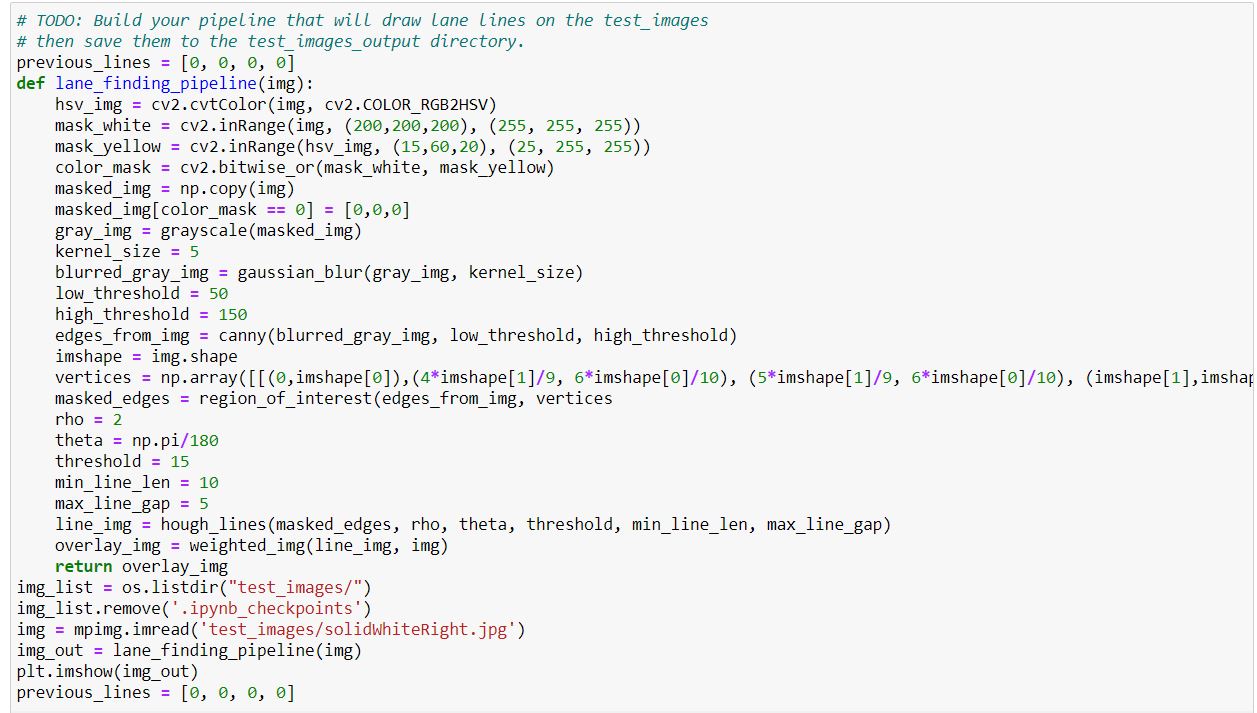 # TODO: Build your pipeline that will draw lane lines on the test_images
# then save them to the test_images_output directory.
previous_lines = [0, 0, 0, 0]
def lane_finding_pipeline(img):
    hsv_img = cv2.cvtColor(img, cv2.COLOR_RGB2HSV)
    mask_white = cv2.inRange(img, (200,200,200), (255, 255, 255))
    mask_yellow = cv2.inRange(hsv_img, (15,60,20), (25, 255, 255))
    color_mask = cv2.bitwise_or(mask_white, mask_yellow)
    masked_img = np.copy(img)
    masked_img[color_mask == 0] = [0,0,0]
    gray_img = grayscale(masked_img)
    kernel_size = 5
    blurred_gray_img = gaussian_blur(gray_img, kernel_size)
    low_threshold = 50
    high_threshold = 150
    edges_from_img = canny(blurred_gray_img, low_threshold, high_threshold)
    imshape = img.shape
    vertices = np.array([[(0,imshape[0]),(4*imshape[1]/9, 6*imshape[0]/10), (5*imshape[1]/9, 6*imshape[0]/10), (imshape[1],imshap
    masked_edges = region_of_interest(edges_from_img, vertices
    rho = 2
    theta = np.pi/180
    threshold = 15
    min_line_len = 10
    max_line_gap = 5
    line_img = hough_lines(masked_edges, rho, theta, threshold, min_line_len, max_line_gap)
    overlay_img = weighted_img(line_img, img)
    return overlay_img
img_list = os.listdir("test_images/")
img_list.remove('.ipynb_checkpoints')
img = mpimg.imread('test_images/solidWhiteRight.jpg')
img_out = lane_finding_pipeline(img)
plt.imshow(img_out)
previous_lines = [0, 0, 0, 0]